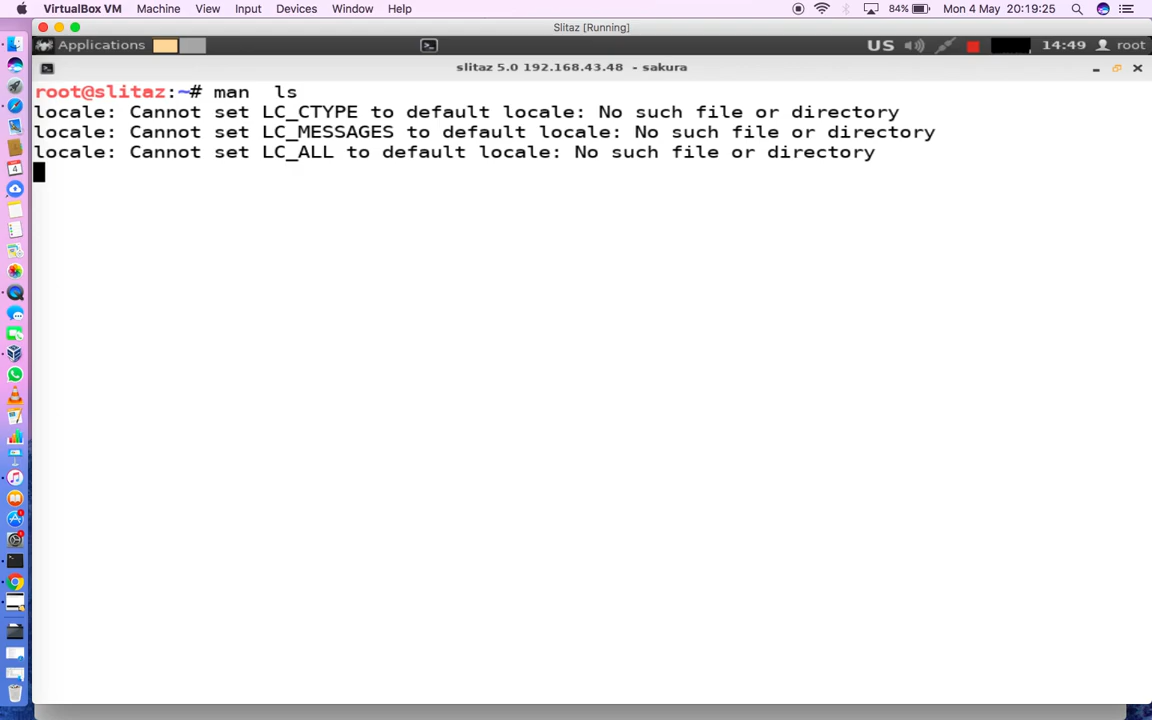 VirtualBox VM Machine View Input Devices Window Help 84% Mon 4 May 20:19:25
Slitaz [Running]
Applications US 14:49 root
slitaz 5.0 192.168.43.48 - sakura
root@slitaz:~# man  ls
locale: Cannot set LC_CTYPE to default locale: No such file or directory
locale: Cannot set LC_MESSAGES to default locale: No such file or directory
locale: Cannot set LC_ALL to default locale: No such file or directory
4